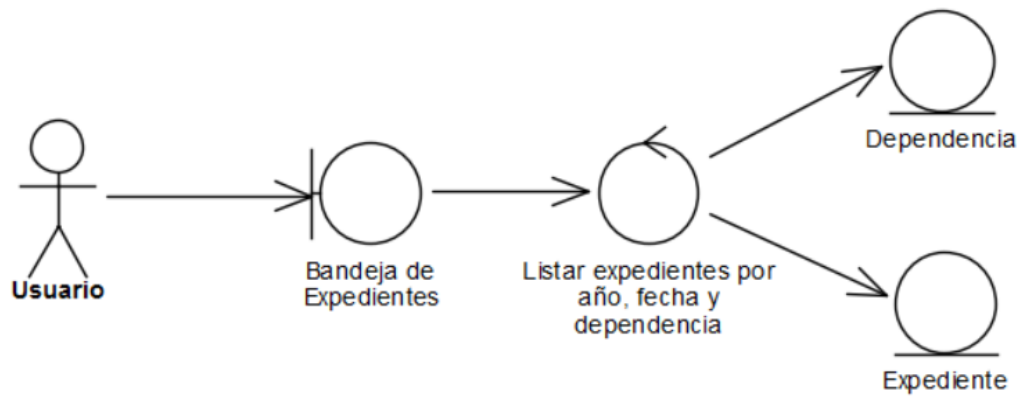 Usuario
Bandeja de
Expedientes
Listar expedientes por
año, fecha y
dependencia
Dependencia
Expediente